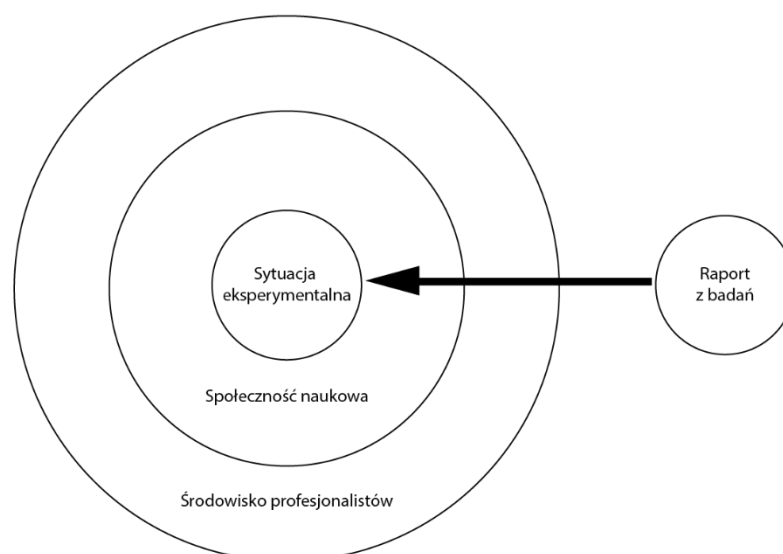 Sytuacja
eksperymentalna
Raport
z badań
Społeczność naukowa
Środowisko profesjonalistów